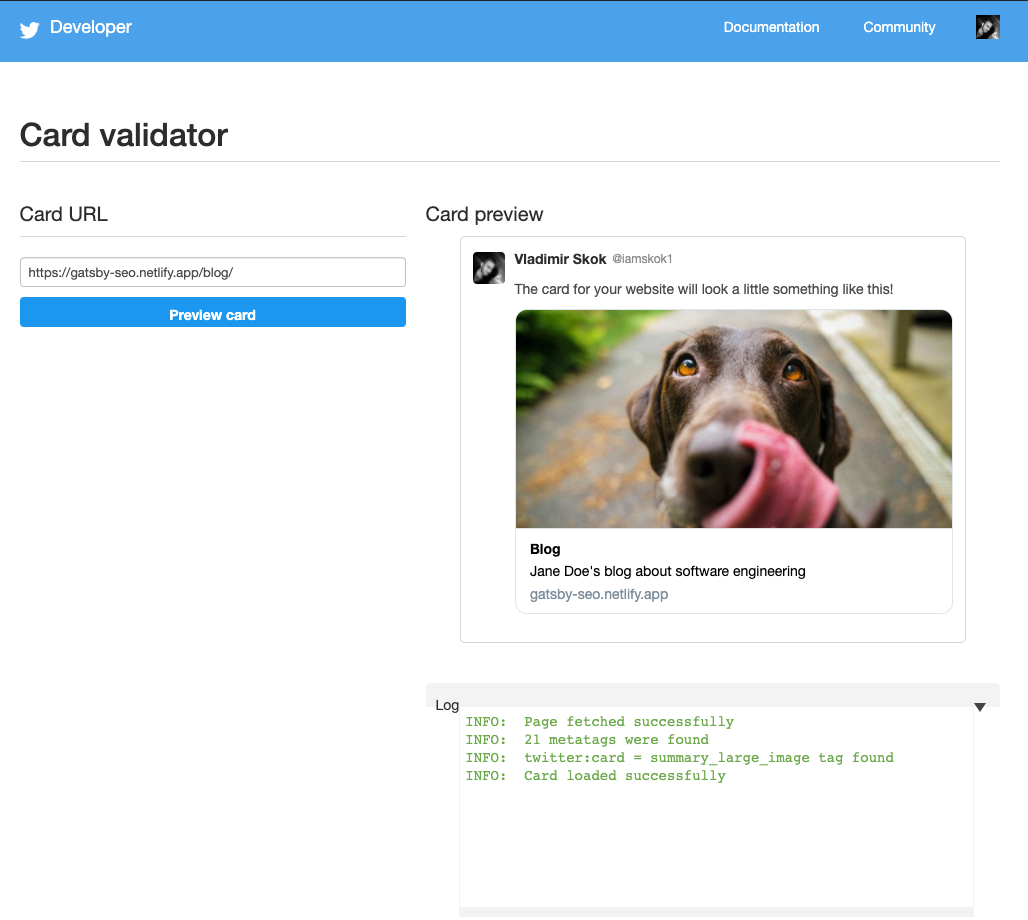 Developer
Documentation
Community
Card validator
Card URL
https://gatsby-seo.netlify.app/blog/
Preview card
Card preview
Vladimir Skok @iamskok1
The card for your website will look a little something like this!
Blog
Jane Doe's blog about software engineering
gatsby-seo.netlify.app
Log
INFO:  Page fetched successfully
INFO:  21 metatags were found
INFO:  twitter:card = summary_large_image tag found
INFO:  Card loaded successfully